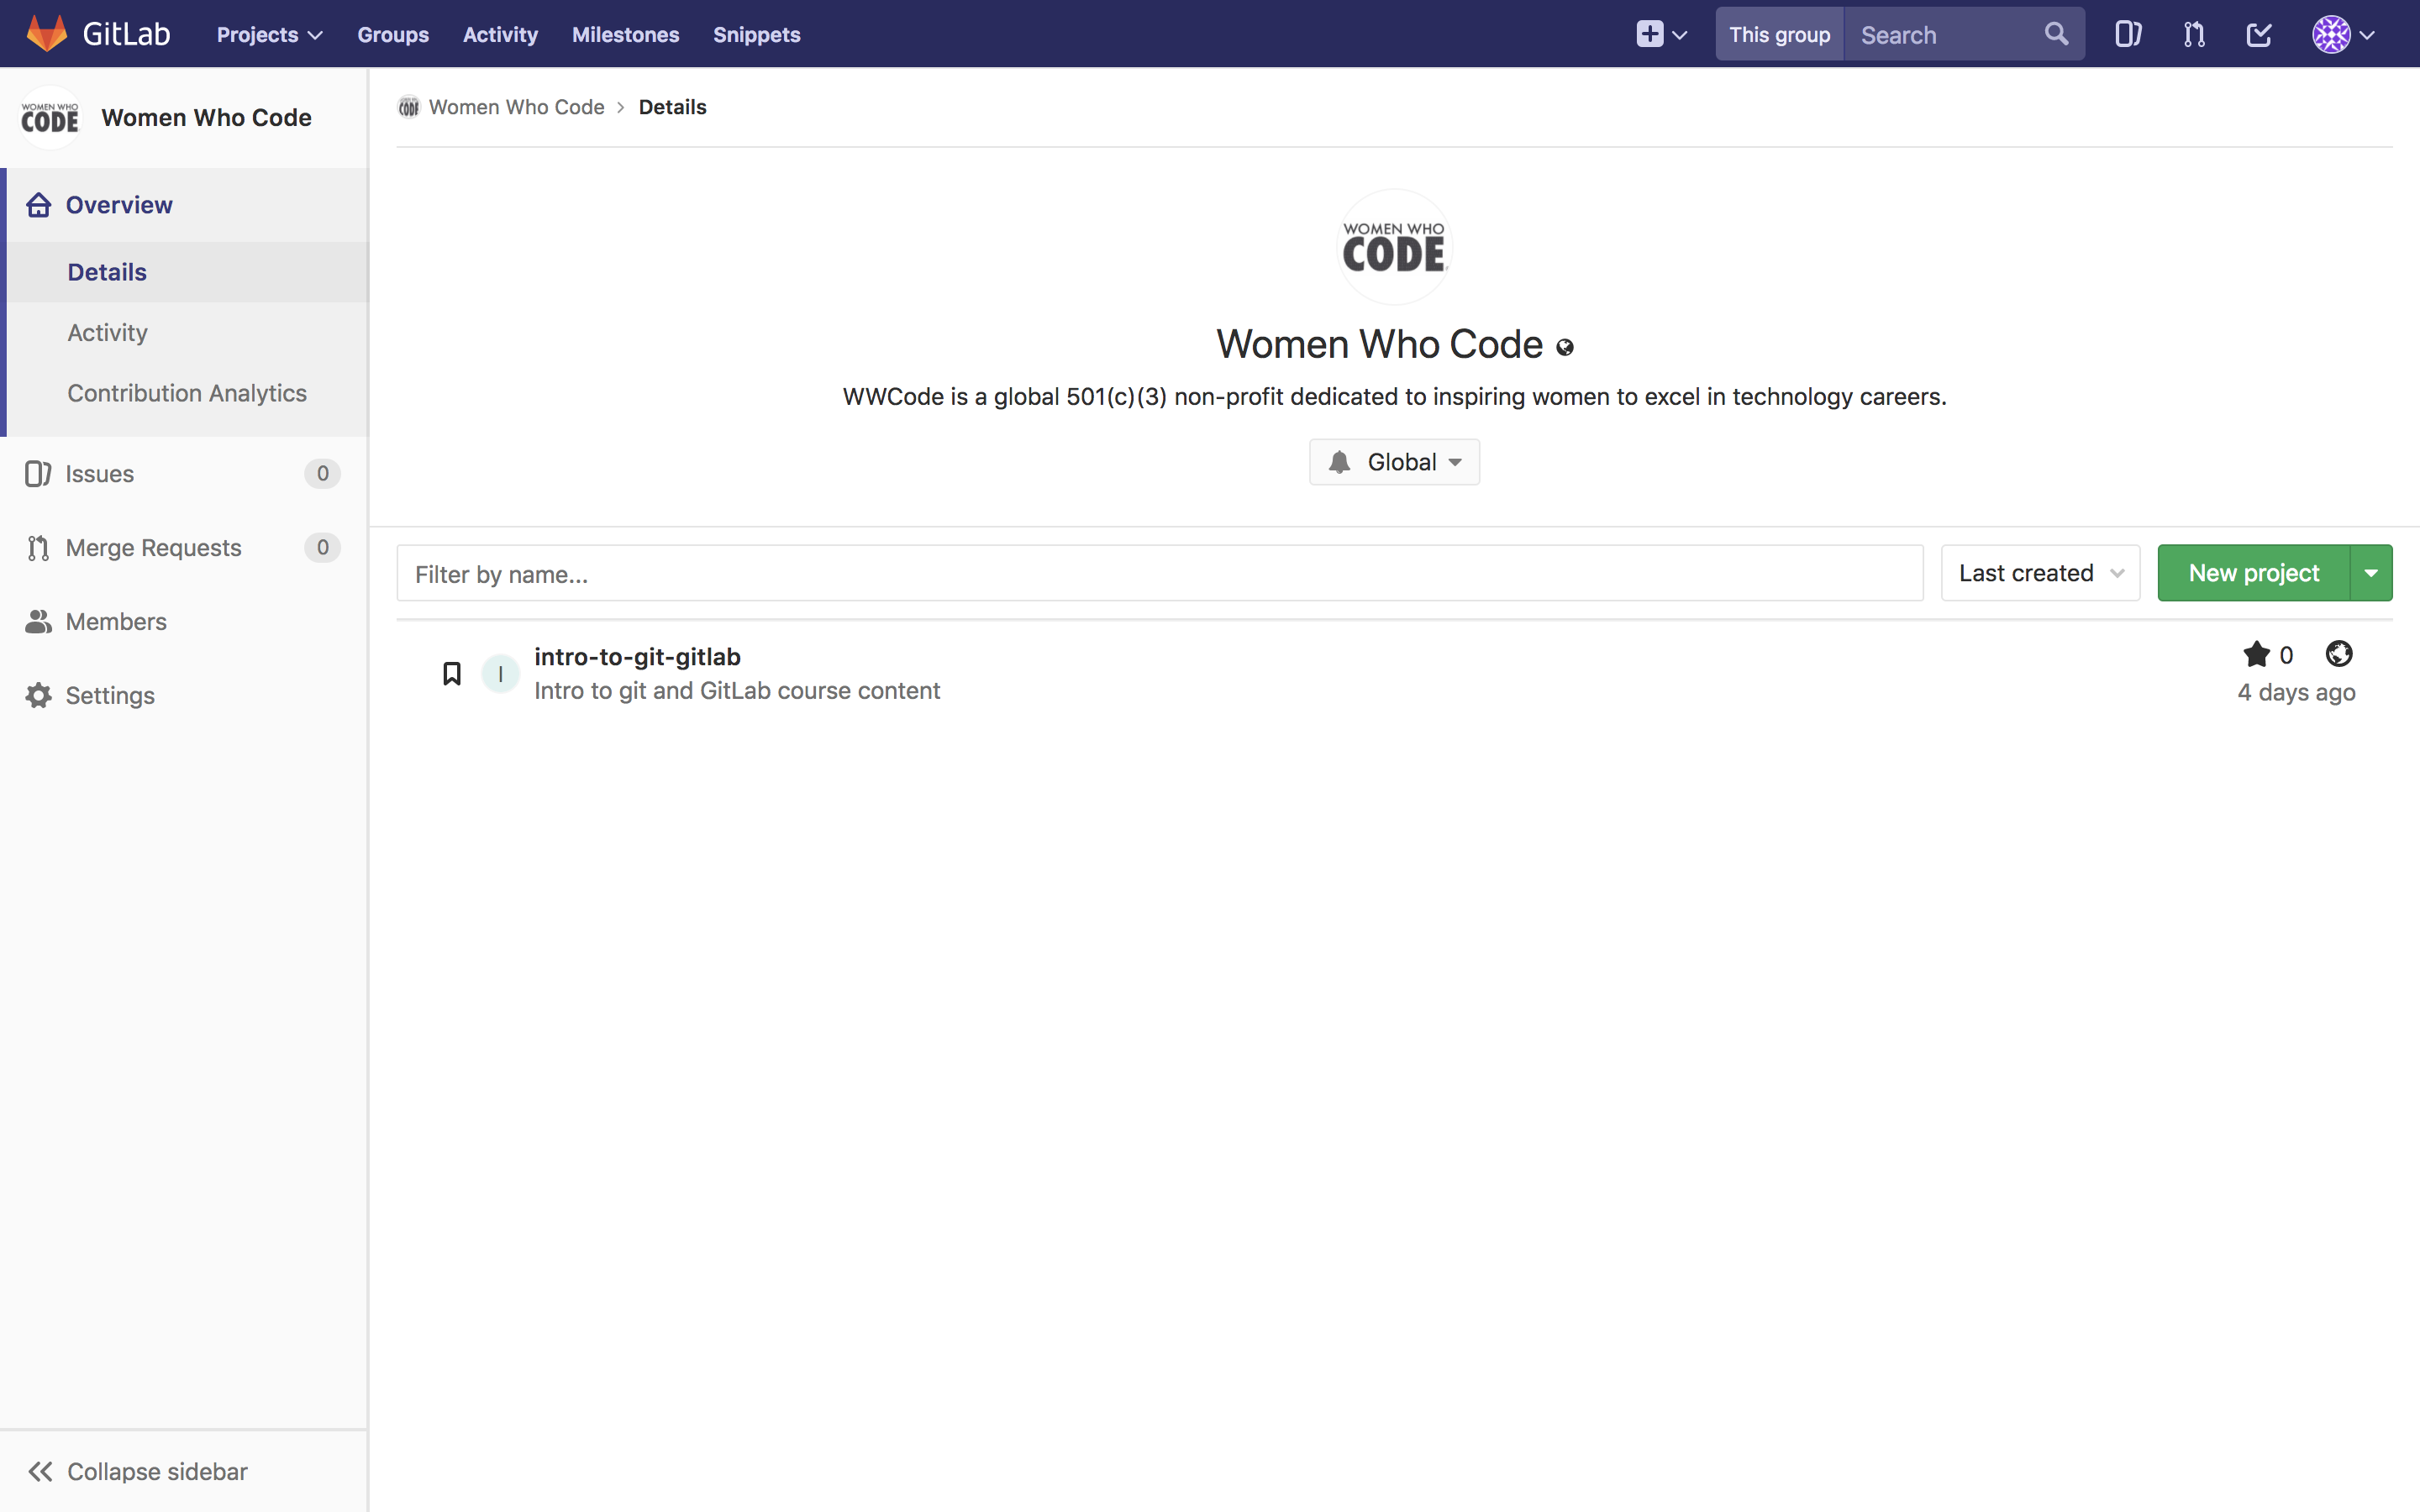 GitLab Projects Groups Activity Milestones Snippets This group Search
WOMEN WHO
CODE
Women Who Code
Overview
Details
Activity
Contribution Analytics
Issues 0
Merge Requests 0
Members
Settings
Collapse sidebar
CODE Women Who Code > Details
WOMEN WHO
CODE
Women Who Code
WWCode is a global 501(c)(3) non-profit dedicated to inspiring women to excel in technology careers.
Global
Filter by name... Last created New project
I intro-to-git-gitlab 0
Intro to git and GitLab course content 4 days ago